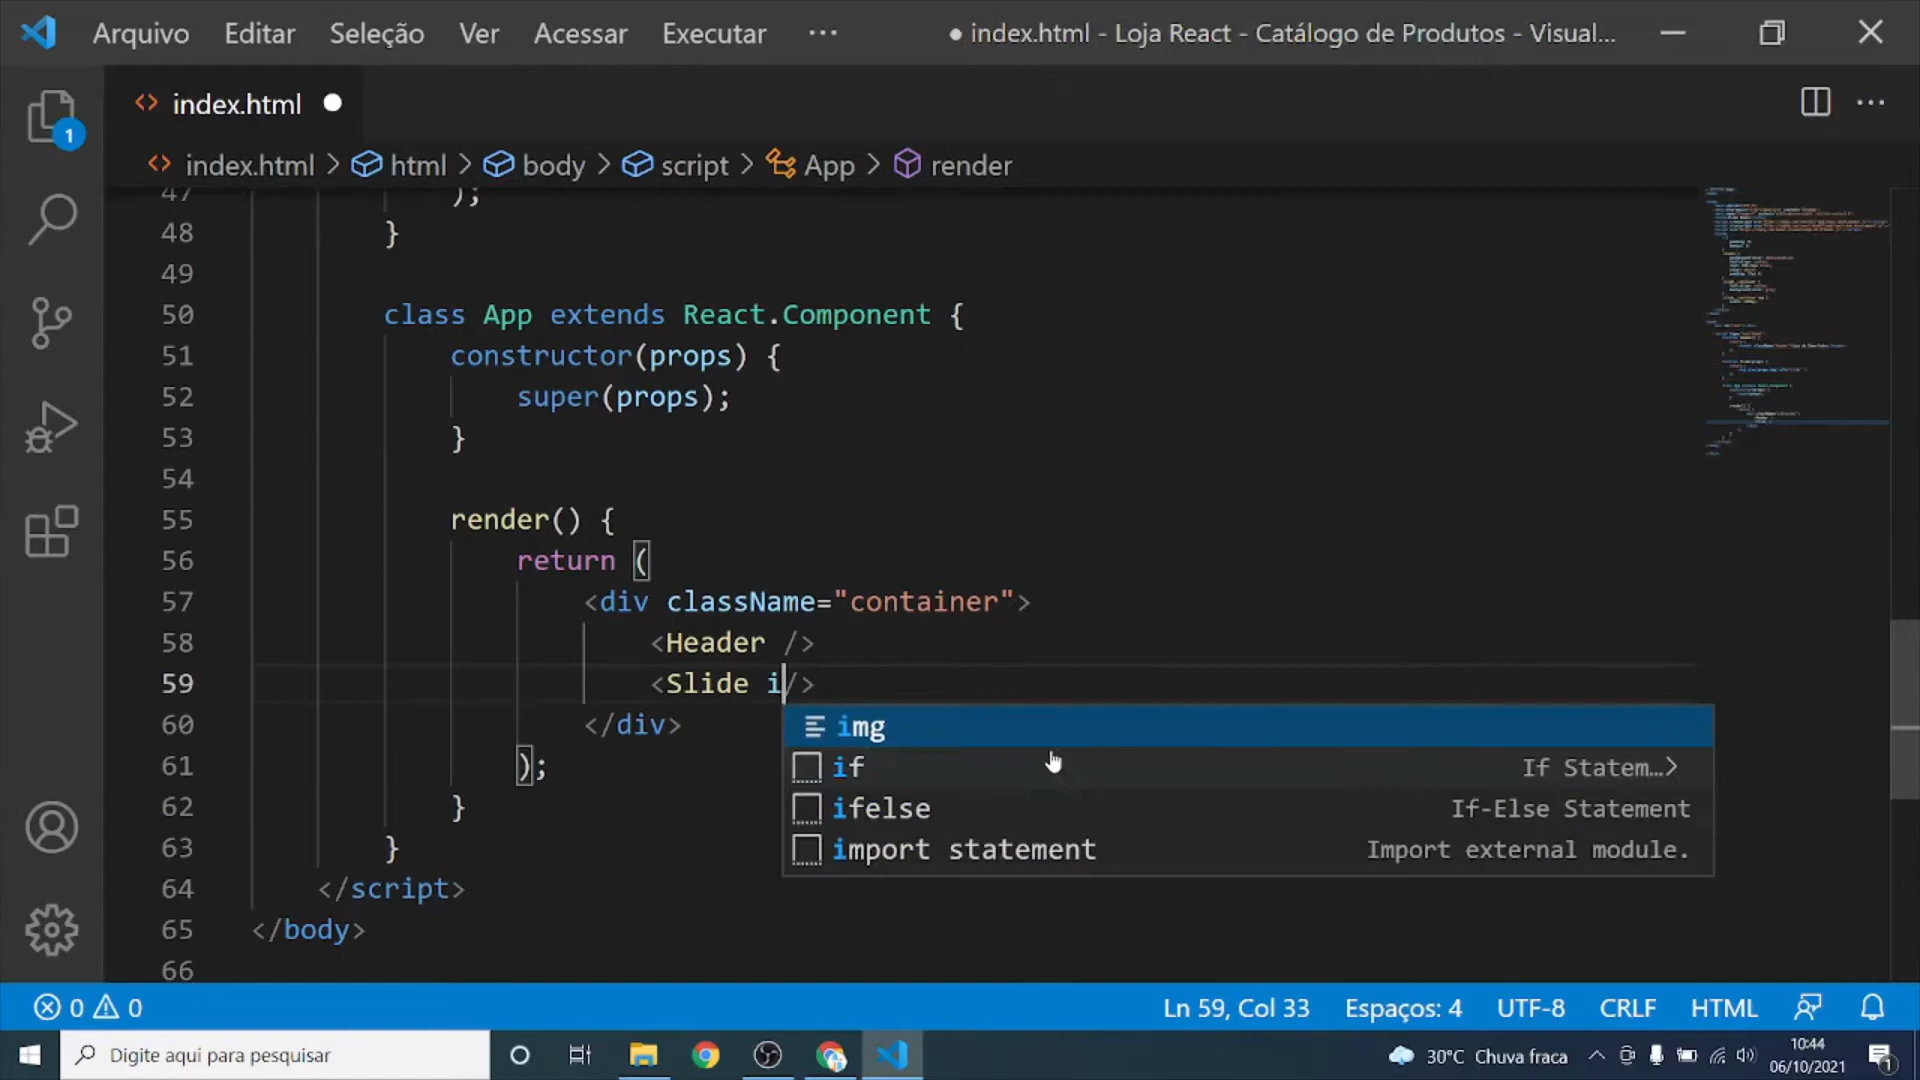 Arquivo Editar Seleção Ver Acessar Executar ··· ● index.html - Loja React - Catálogo de Produtos - Visual...
index.html
index.html > html > body > script > App > render
47 );
48 }
49
50 class App extends React.Component {
51 constructor(props) {
52 super(props);
53 }
54
55 render() {
56 return (
57 <div className="container">
58 <Header />
59 <Slide i/>
60 </div>
61 );
62 }
63 }
64 </script>
65 </body>
66
img
if If Statem...>
ifelse If-Else Statement
import statement Import external module.
1
0 0 Ln 59, Col 33 Espaços: 4 UTF-8 CRLF HTML
Digite aqui para pesquisar
30°C Chuva fraca
10:44
06/10/2021
1